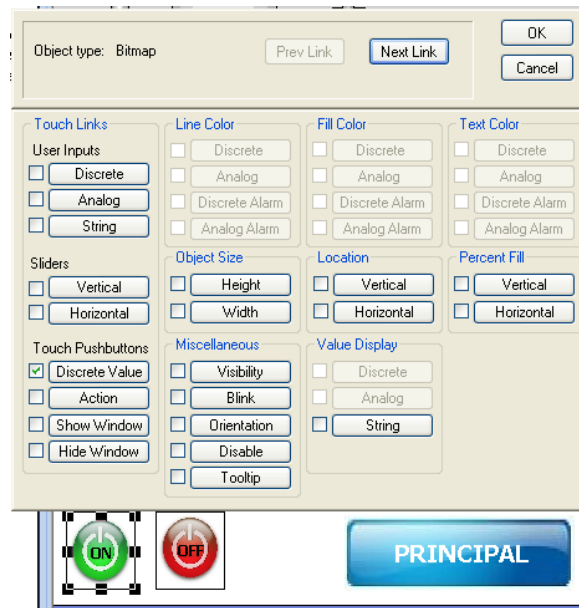 Object type: Bitmap
Prev Link
Next Link
OK
Cancel
Touch Links
User Inputs
Discrete
Analog
String
Sliders
Vertical
Horizontal
Touch Pushbuttons
Discrete Value
Action
Show Window
Hide Window
Line Color
Discrete
Analog
Discrete Alarm
Analog Alarm
Object Size
Height
Width
Miscellaneous
Visibility
Blink
Orientation
Disable
Tooltip
Fill Color
Discrete
Analog
Discrete Alarm
Analog Alarm
Location
Vertical
Horizontal
Value Display
Discrete
Analog
String
Text Color
Discrete
Analog
Discrete Alarm
Analog Alarm
Percent Fill
Vertical
Horizontal
ON
OFF
PRINCIPAL